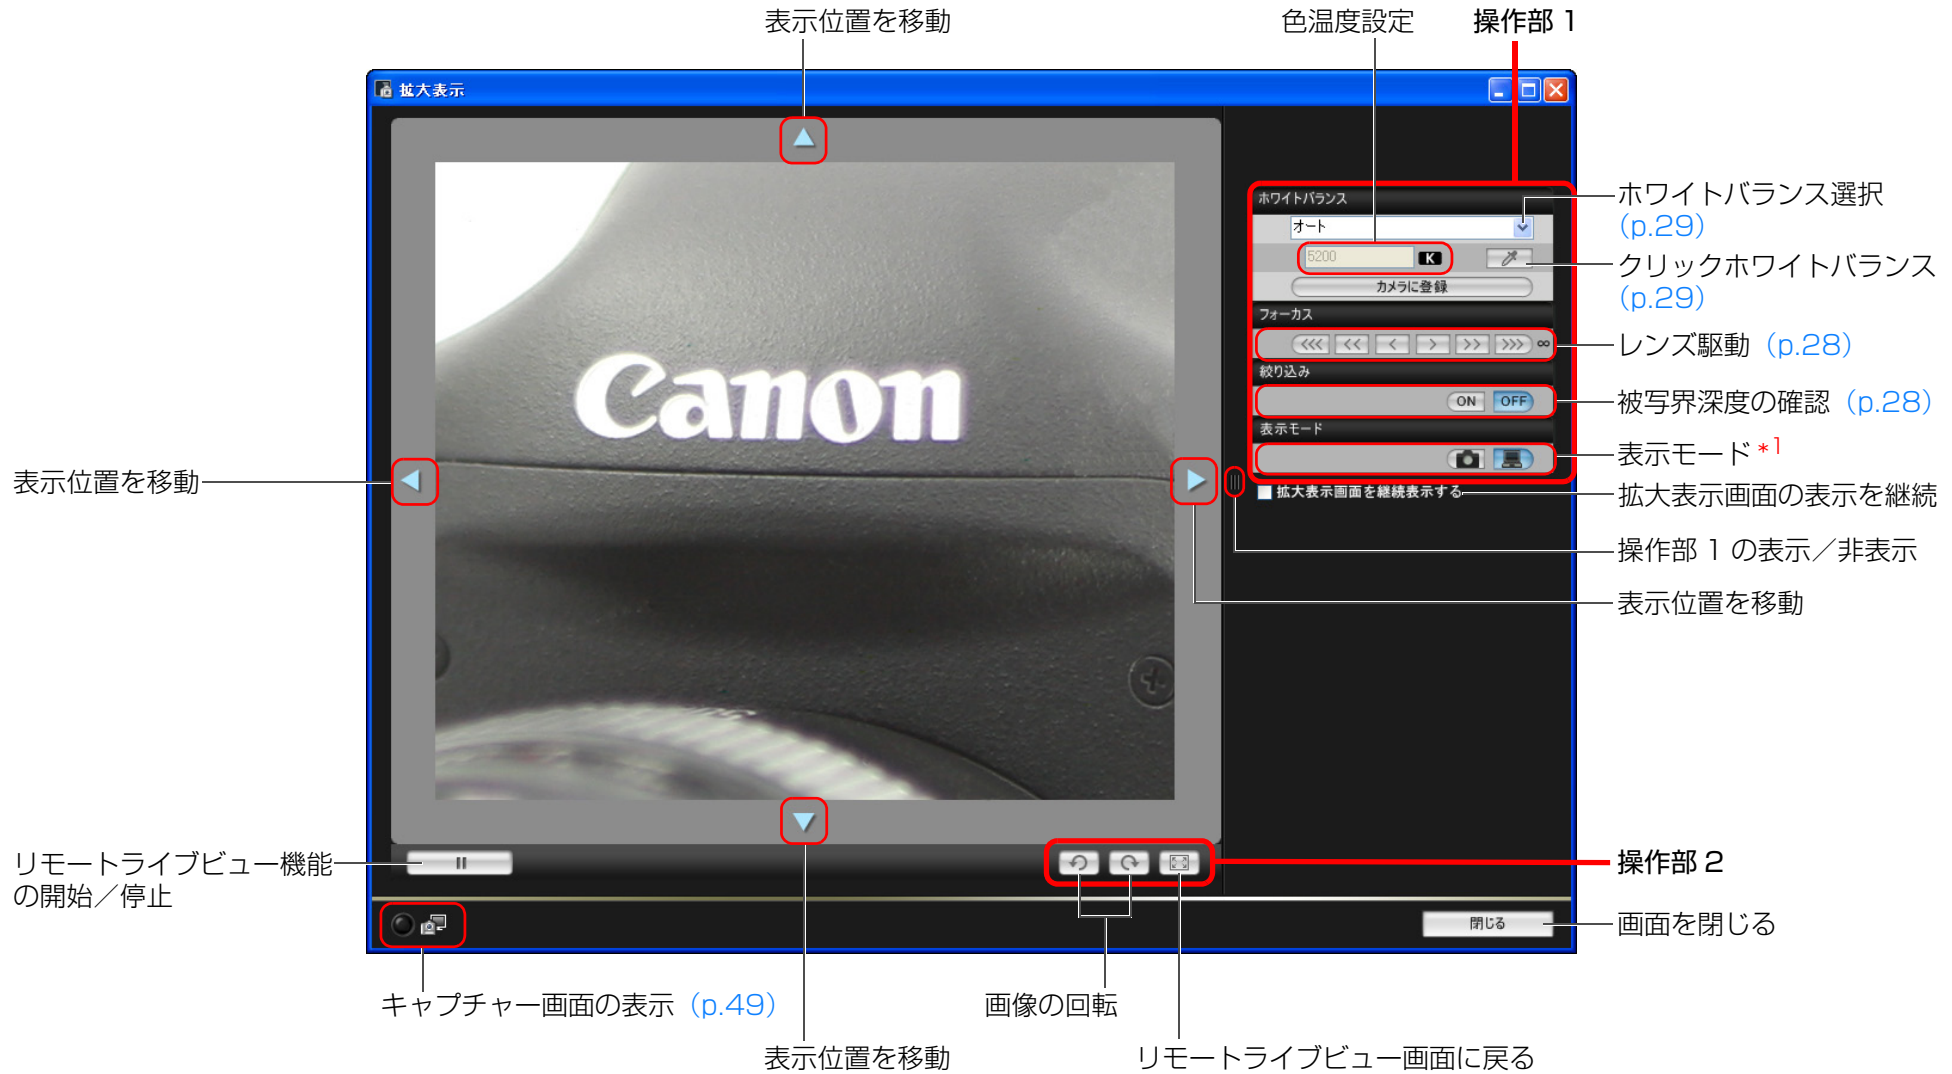 表示位置を移動
色温度設定
操作部 1
拡大表示
ホワイトバランス
オート
5200
K
カメラに登録
フォーカス
<<< << < > >> >>> ∞
絞り込み
ON OFF
表示モード
拡大表示画面を継続表示する
Canon
ホワイトバランス選択
(p.29)
クリックホワイトバランス
(p.29)
レンズ駆動（p.28）
被写界深度の確認（p.28）
表示モード*1
拡大表示画面の表示を継続
操作部 1 の表示／非表示
表示位置を移動
表示位置を移動
リモートライブビュー機能
の開始／停止
操作部 2
閉じる
画面を閉じる
キャプチャー画面の表示（p.49）
画像の回転
表示位置を移動
リモートライブビュー画面に戻る